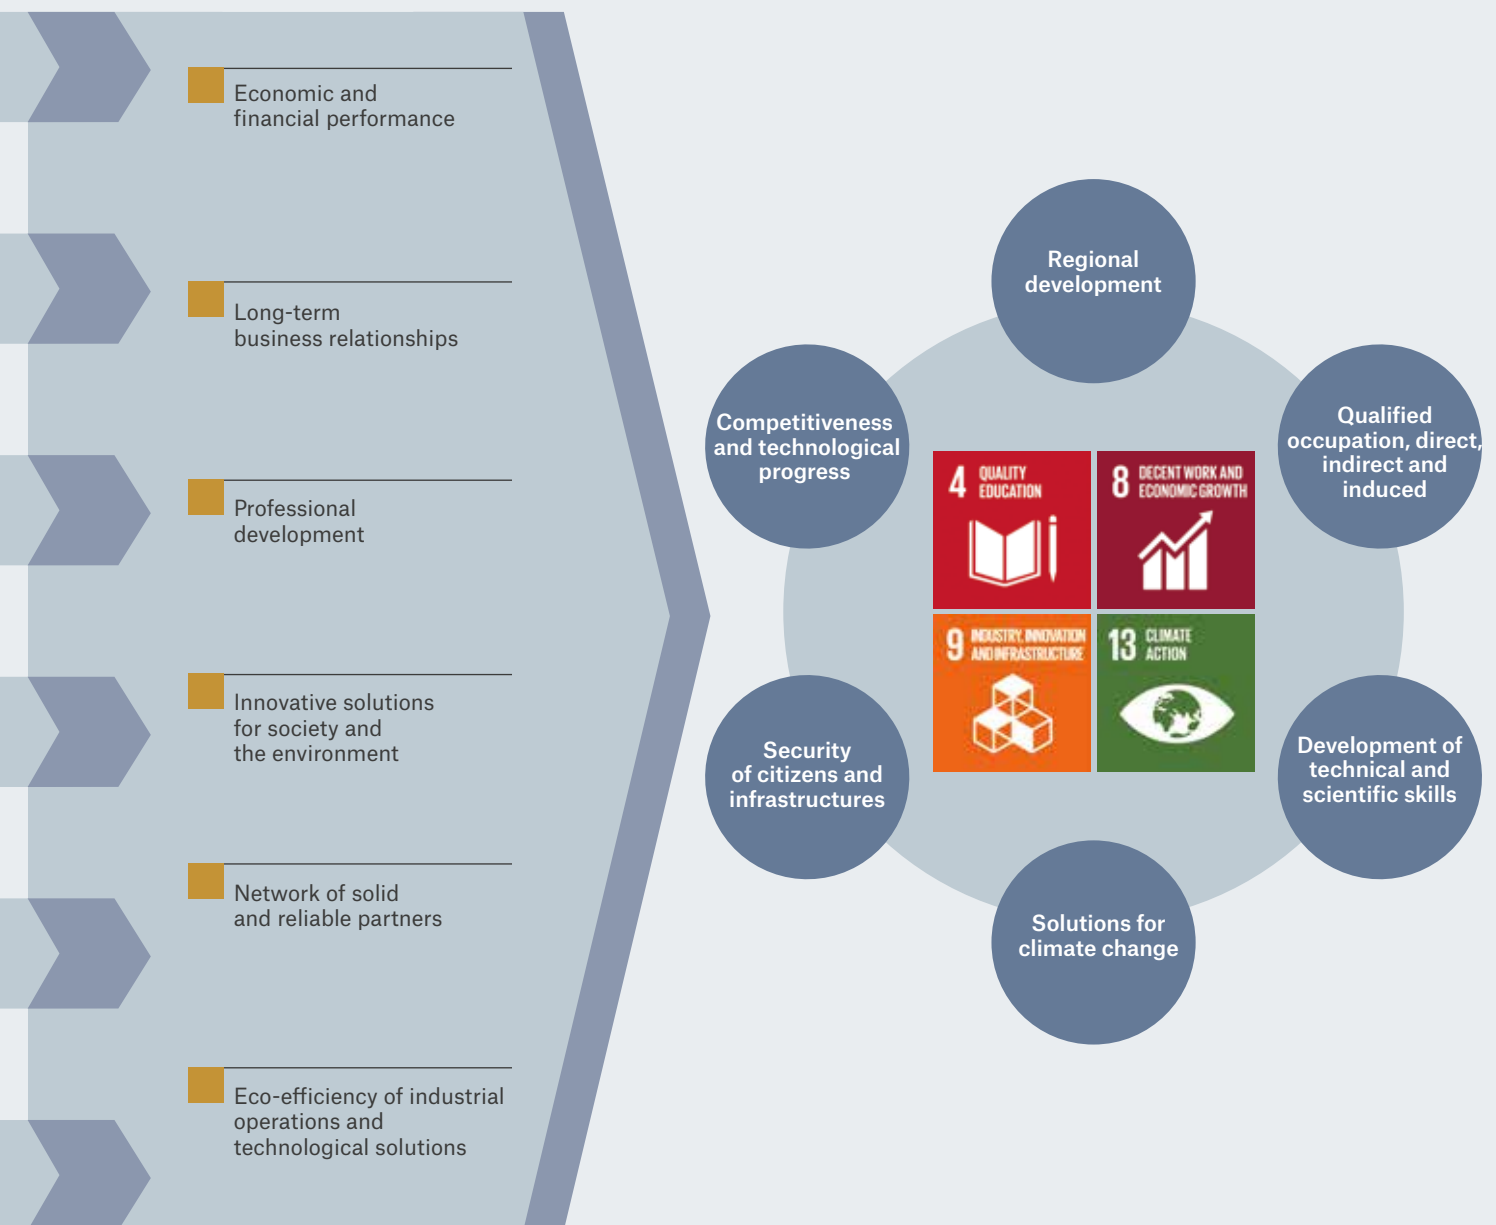 Economic and
financial performance
Long-term
business relationships
Professional
development
Innovative solutions
for society and
the environment
Network of solid
and reliable partners
Eco-efficiency of industrial
operations and
technological solutions
Regional
development
Competitiveness
and technological
progress
Qualified
occupation, direct,
indirect and
induced
4 QUALITY
EDUCATION
8 DECENT WORK AND
ECONOMIC GROWTH
9 INDUSTRY, INNOVATION
AND INFRASTRUCTURE
13 CLIMATE
ACTION
Security
of citizens and
infrastructures
Development of
technical and
scientific skills
Solutions for
climate change